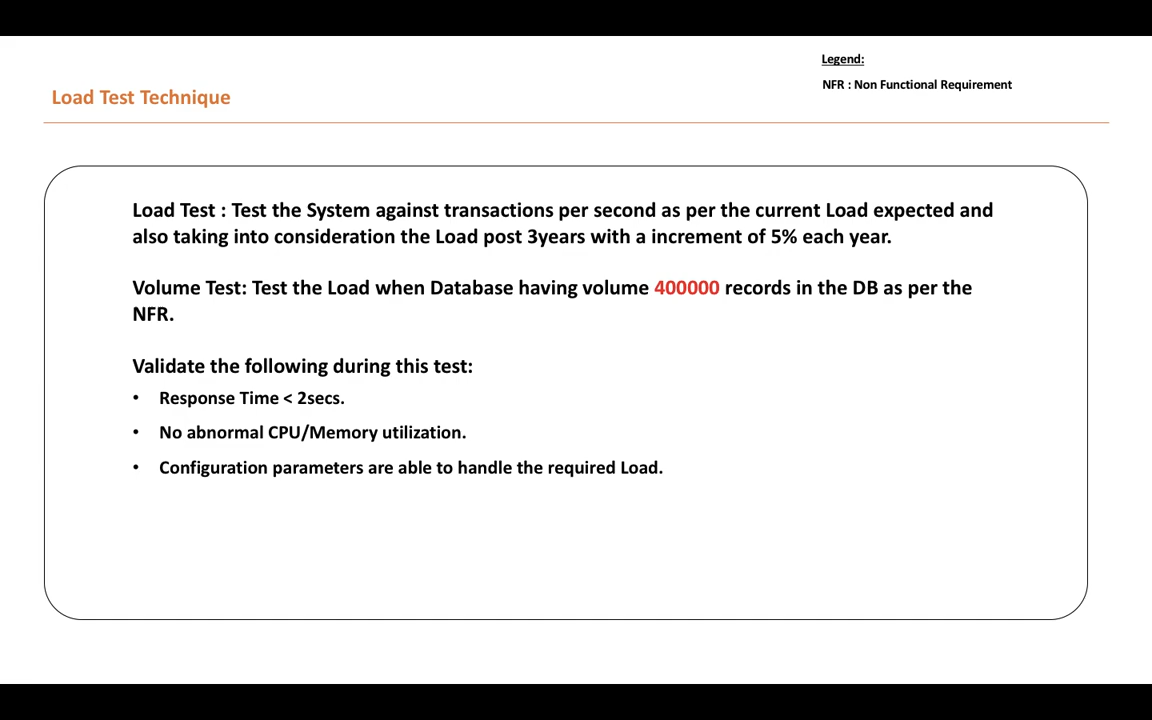 Legend:
NFR : Non Functional Requirement
Load Test Technique
Load Test : Test the System against transactions per second as per the current Load expected and
also taking into consideration the Load post 3years with a increment of 5% each year.
Volume Test: Test the Load when Database having volume 400000 records in the DB as per the
NFR.
Validate the following during this test:
• Response Time < 2secs.
• No abnormal CPU/Memory utilization.
• Configuration parameters are able to handle the required Load.